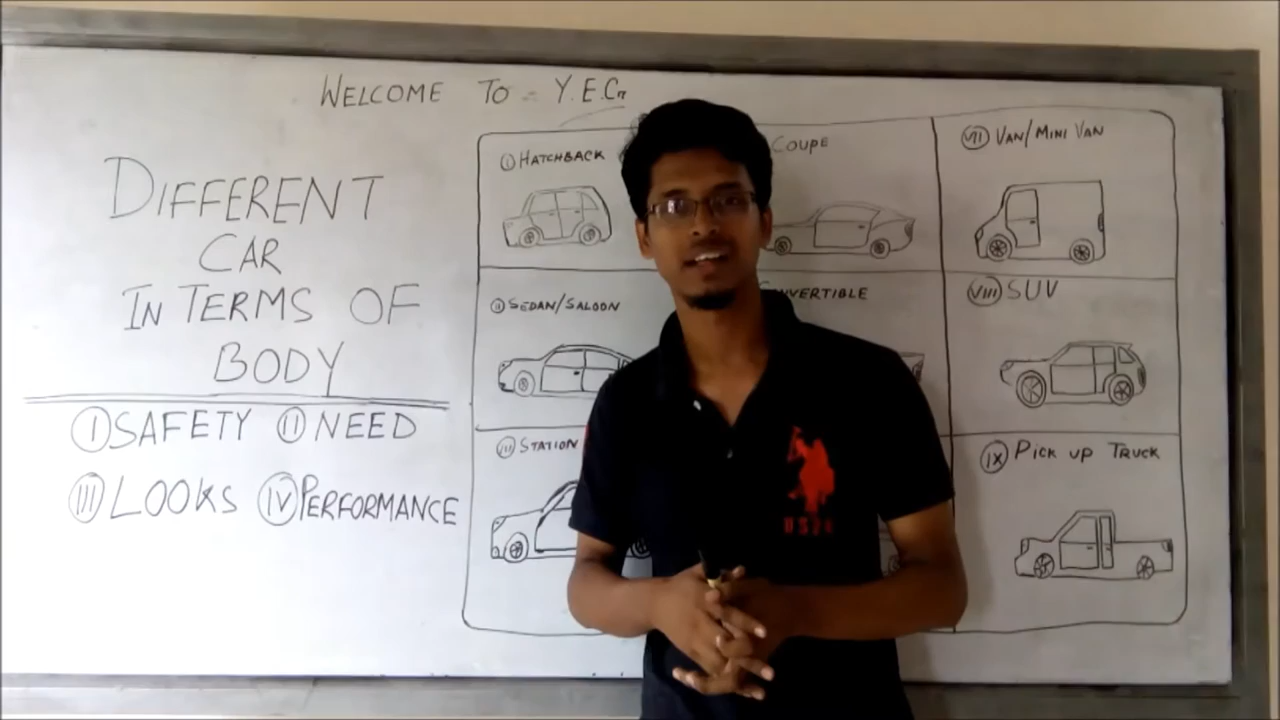 WELCOME TO - Y.E.G
DIFFERENT
CAR
IN TERMS OF
BODY
I SAFETY II NEED
III LOOKS IV PERFORMANCE
I HATCHBACK
II SEDAN/SALOON
III STATION
COUPE
NVERTIBLE
VII VAN/MINI VAN
VIII SUV
IX PICK UP TRUCK